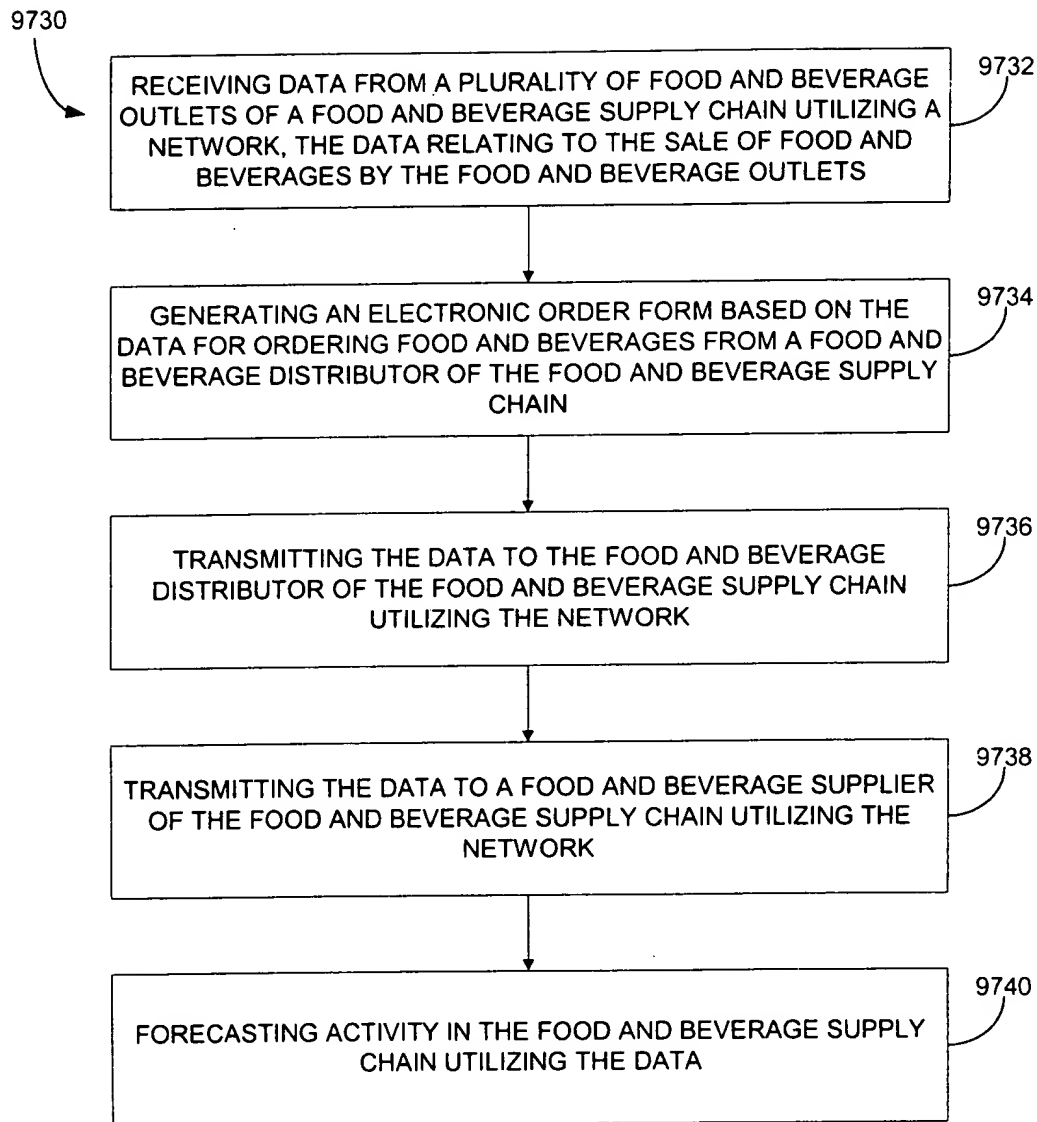 9730
9732
RECEIVING DATA FROM A PLURALITY OF FOOD AND BEVERAGE
OUTLETS OF A FOOD AND BEVERAGE SUPPLY CHAIN UTILIZING A
NETWORK, THE DATA RELATING TO THE SALE OF FOOD AND
BEVERAGES BY THE FOOD AND BEVERAGE OUTLETS
9734
GENERATING AN ELECTRONIC ORDER FORM BASED ON THE
DATA FOR ORDERING FOOD AND BEVERAGES FROM A FOOD AND
BEVERAGE DISTRIBUTOR OF THE FOOD AND BEVERAGE SUPPLY
CHAIN
9736
TRANSMITTING THE DATA TO THE FOOD AND BEVERAGE
DISTRIBUTOR OF THE FOOD AND BEVERAGE SUPPLY CHAIN
UTILIZING THE NETWORK
9738
TRANSMITTING THE DATA TO A FOOD AND BEVERAGE SUPPLIER
OF THE FOOD AND BEVERAGE SUPPLY CHAIN UTILIZING THE
NETWORK
9740
FORECASTING ACTIVITY IN THE FOOD AND BEVERAGE SUPPLY
CHAIN UTILIZING THE DATA